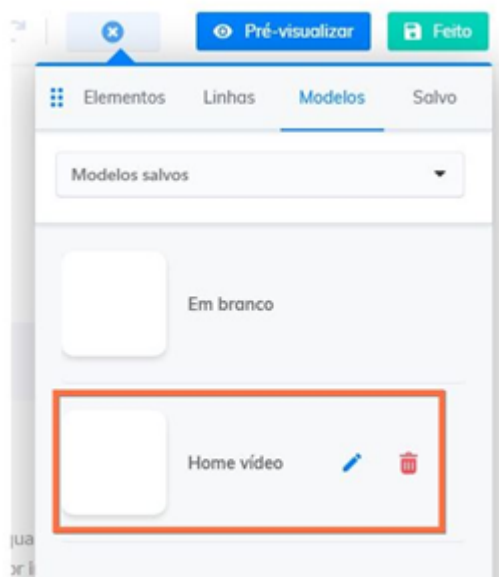 Pré-visualizar Feito
Elementos Linhas Modelos Salvo
Modelos salvos
Em branco
Home vídeo